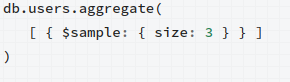 db.users.aggregate(
   [ { $sample: { size: 3 } } ]
)